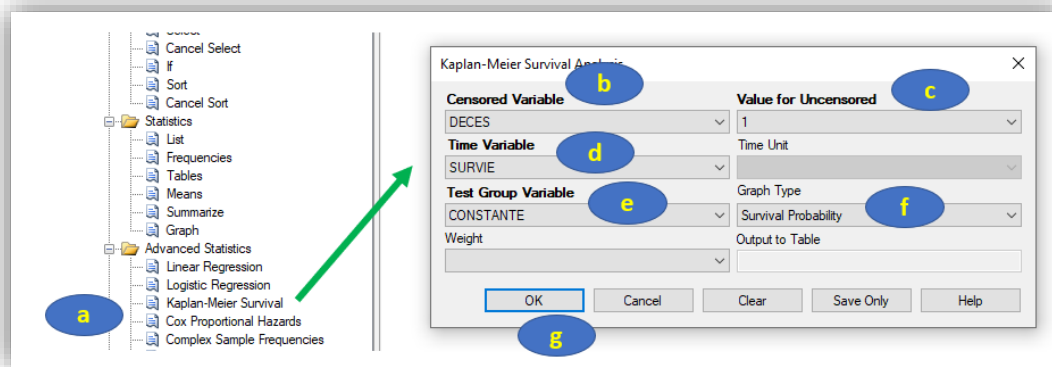 Select
Cancel Select
If
Sort
Cancel Sort
Statistics
List
Frequencies
Tables
Means
Summarize
Graph
Advanced Statistics
Linear Regression
Logistic Regression
Kaplan-Meier Survival
a
Cox Proportional Hazards
Complex Sample Frequencies
Kaplan-Meier Survival Analysis
b
Censored Variable
Value for Uncensored
c
DECES
1
Time Variable
d
Time Unit
SURVIE
Test Group Variable
e
Graph Type
CONSTANTE
Survival Probability
f
Weight
Output to Table
OK
Cancel
Clear
Save Only
Help
g